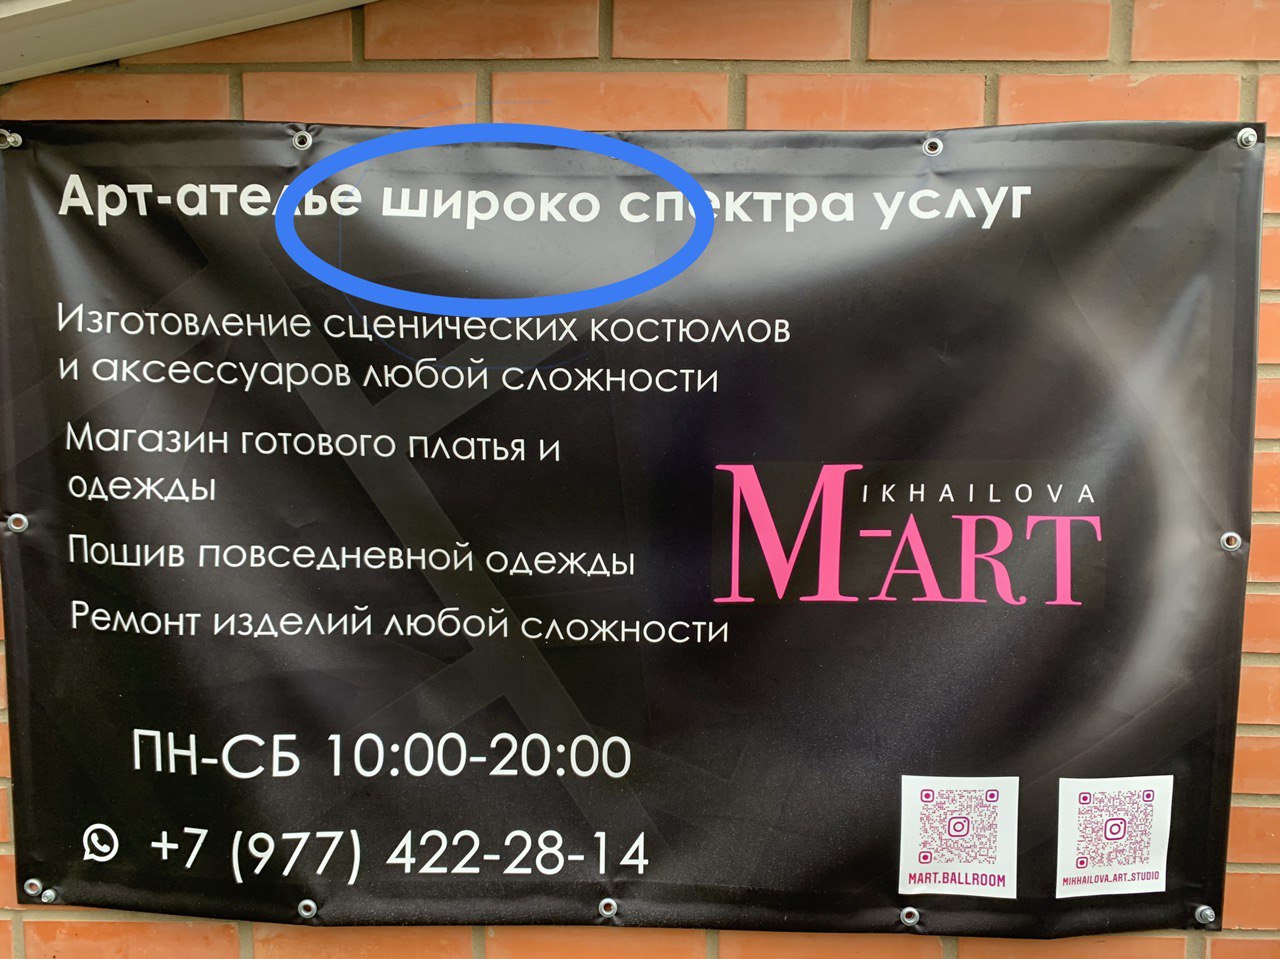 Арт-ателье широко спектра услуг
Изготовление сценических костюмов
и аксессуаров любой сложности
Магазин готового платья и
одежды
Пошив повседневной одежды
Ремонт изделий любой сложности
MIKHAILOVA
M-ART
ПН-СБ 10:00-20:00
+7 (977) 422-28-14
MART.BALLROOM
MIKHAILOVA_ART_STUDIO